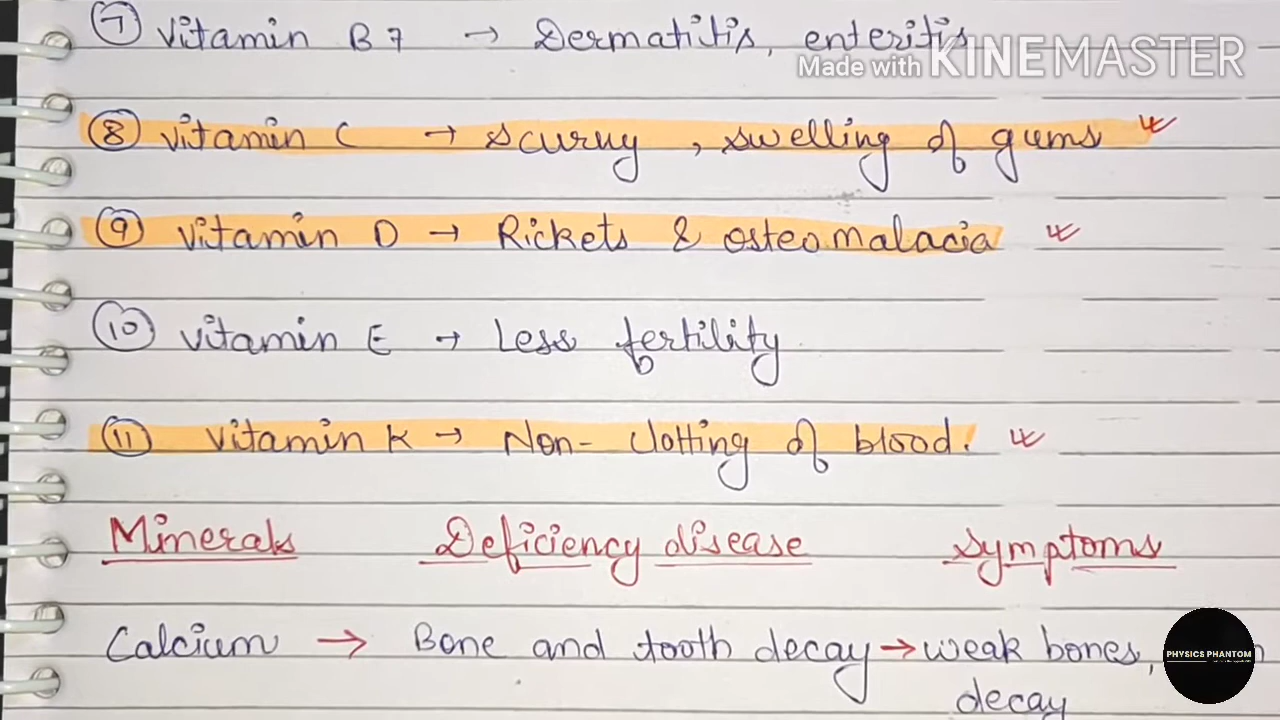 ⑦ Vitamin B7 → Dermatitis, enteritis
Made with KINEMASTER
⑧ Vitamin C → Scurvy, swelling of gums
⑨ Vitamin D → Rickets & osteomalacia
⑩ Vitamin E → Less fertility
⑪ Vitamin K → Non-clotting of blood.
Minerals Deficiency disease Symptoms
Calcium → Bone and tooth decay → weak bones,
decay
PHYSICS PHANTOM